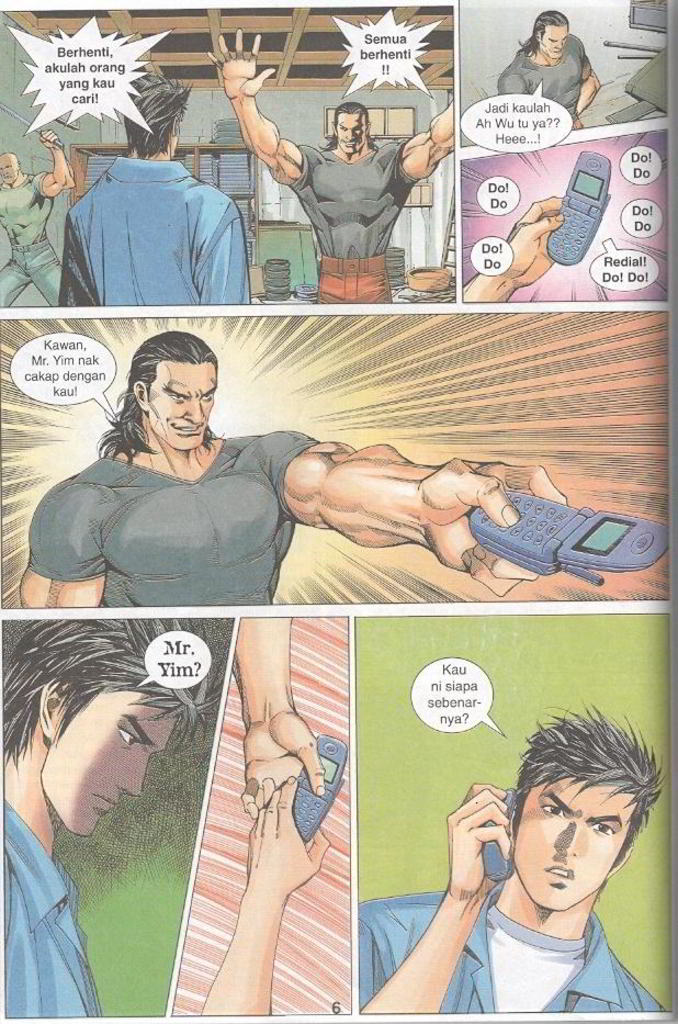 Berhenti,
akulah orang
yang kau
cari!
Semua
berhenti
!!
Jadi kaulah
Ah Wu tu ya??
Heee...!
Do!
Do
Do!
Do
Do!
Do
Do!
Do
Redial!
Do! Do!
Kawan,
Mr. Yim nak
cakap dengan
kau!
Mr.
Yim?
Kau
ni siapa
sebenar-
nya?
6